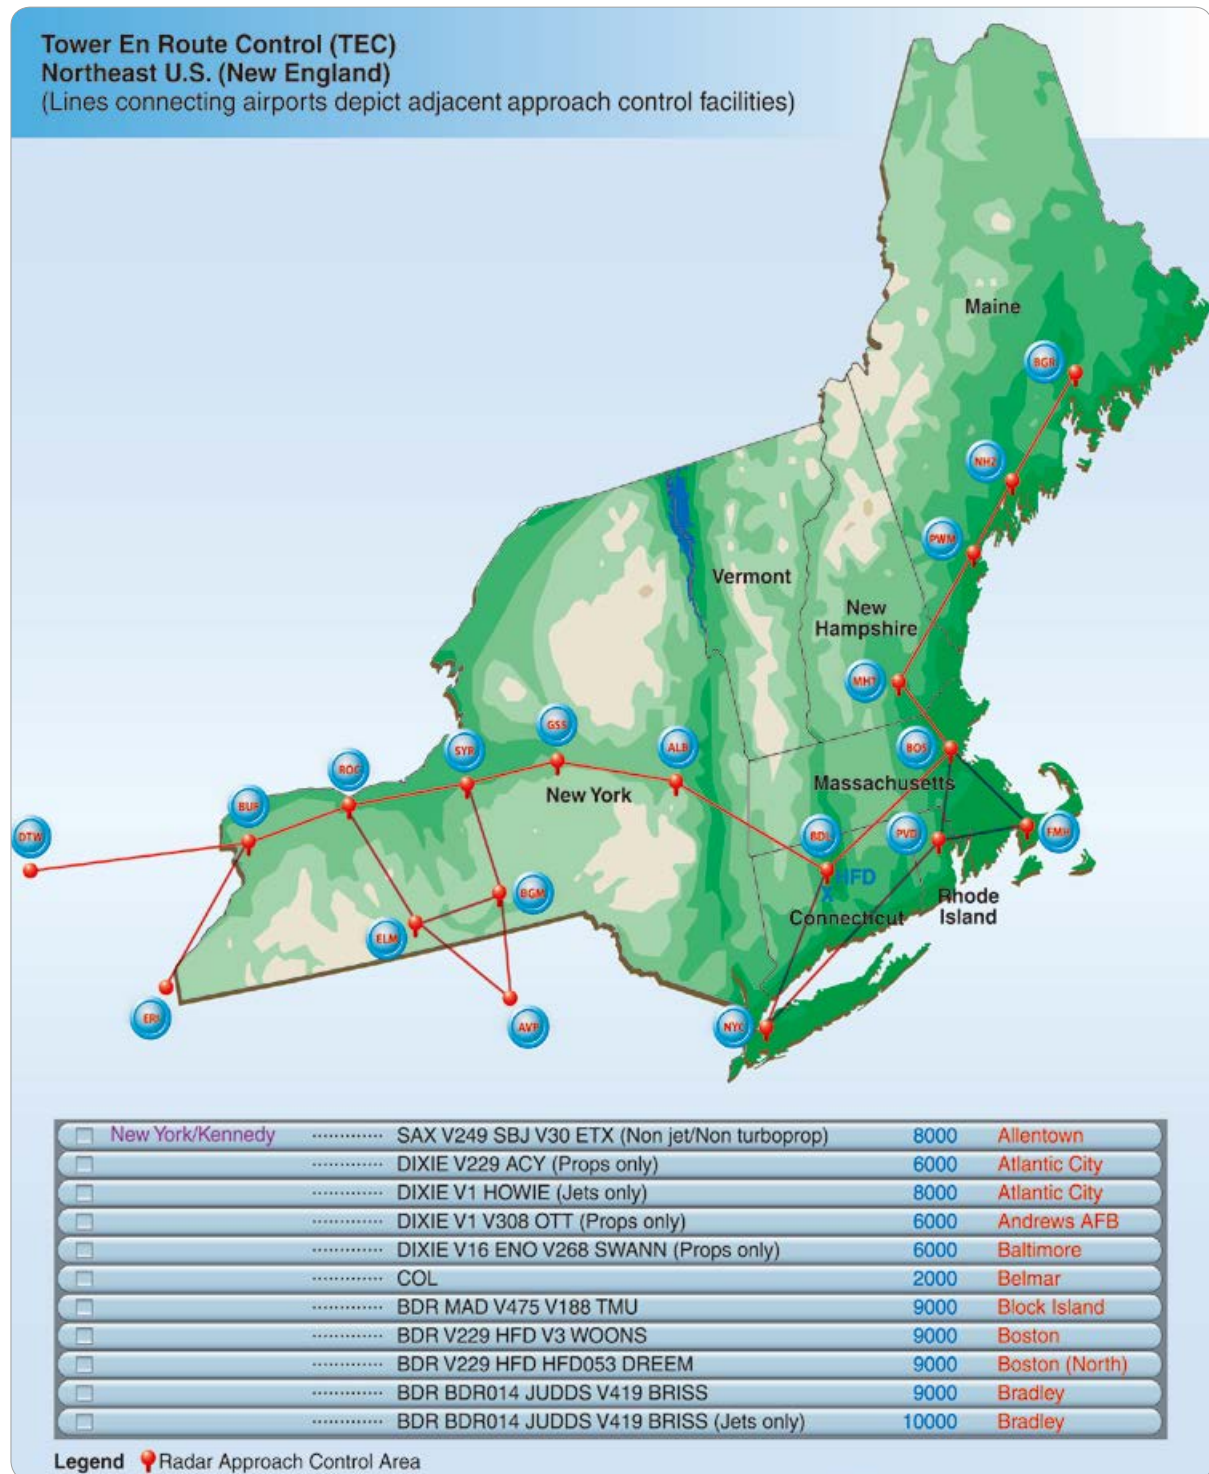 Tower En Route Control (TEC)
Northeast U.S. (New England)
(Lines connecting airports depict adjacent approach control facilities)
Maine
BGR
NHZ
PWM
Vermont
New
Hampshire
MHT
GSS
ALB
SYR
BOS
ROC
Massachusetts
New York
BUF
DTW
BDL
PVD
FMH
HFD
X
BGM
Rhode
Island
Connecticut
ELM
ERI
AVP
NYC
New York/Kennedy ············ SAX V249 SBJ V30 ETX (Non jet/Non turboprop) 8000 Allentown
············ DIXIE V229 ACY (Props only) 6000 Atlantic City
············ DIXIE V1 HOWIE (Jets only) 8000 Atlantic City
············ DIXIE V1 V308 OTT (Props only) 6000 Andrews AFB
············ DIXIE V16 ENO V268 SWANN (Props only) 6000 Baltimore
············ COL 2000 Belmar
············ BDR MAD V475 V188 TMU 9000 Block Island
············ BDR V229 HFD V3 WOONS 9000 Boston
············ BDR V229 HFD HFD053 DREEM 9000 Boston (North)
············ BDR BDR014 JUDDS V419 BRISS 9000 Bradley
············ BDR BDR014 JUDDS V419 BRISS (Jets only) 10000 Bradley
Legend Radar Approach Control Area